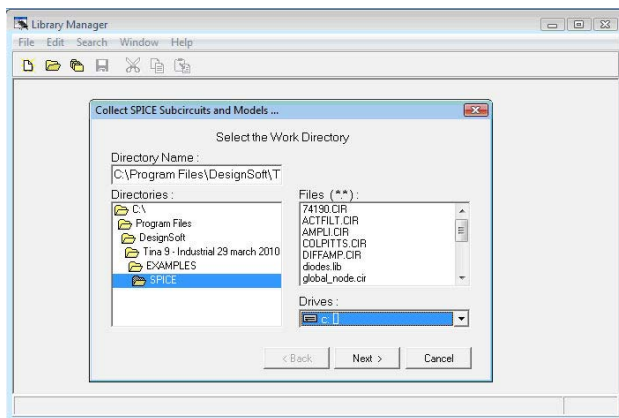 Library Manager
File Edit Search Window Help
Collect SPICE Subcircuits and Models ...
Select the Work Directory
Directory Name :
C:\Program Files\DesignSoft\T
Directories :
C:\
Program Files
DesignSoft
Tina 9 - Industrial 29 march 2010
EXAMPLES
SPICE
Files (*.*) :
74190.CIR
ACTFILT.CIR
AMPLI.CIR
COLPITTS.CIR
DIFFAMP.CIR
diodes.lib
global_node.cir
Drives :
c: []
< Back Next > Cancel